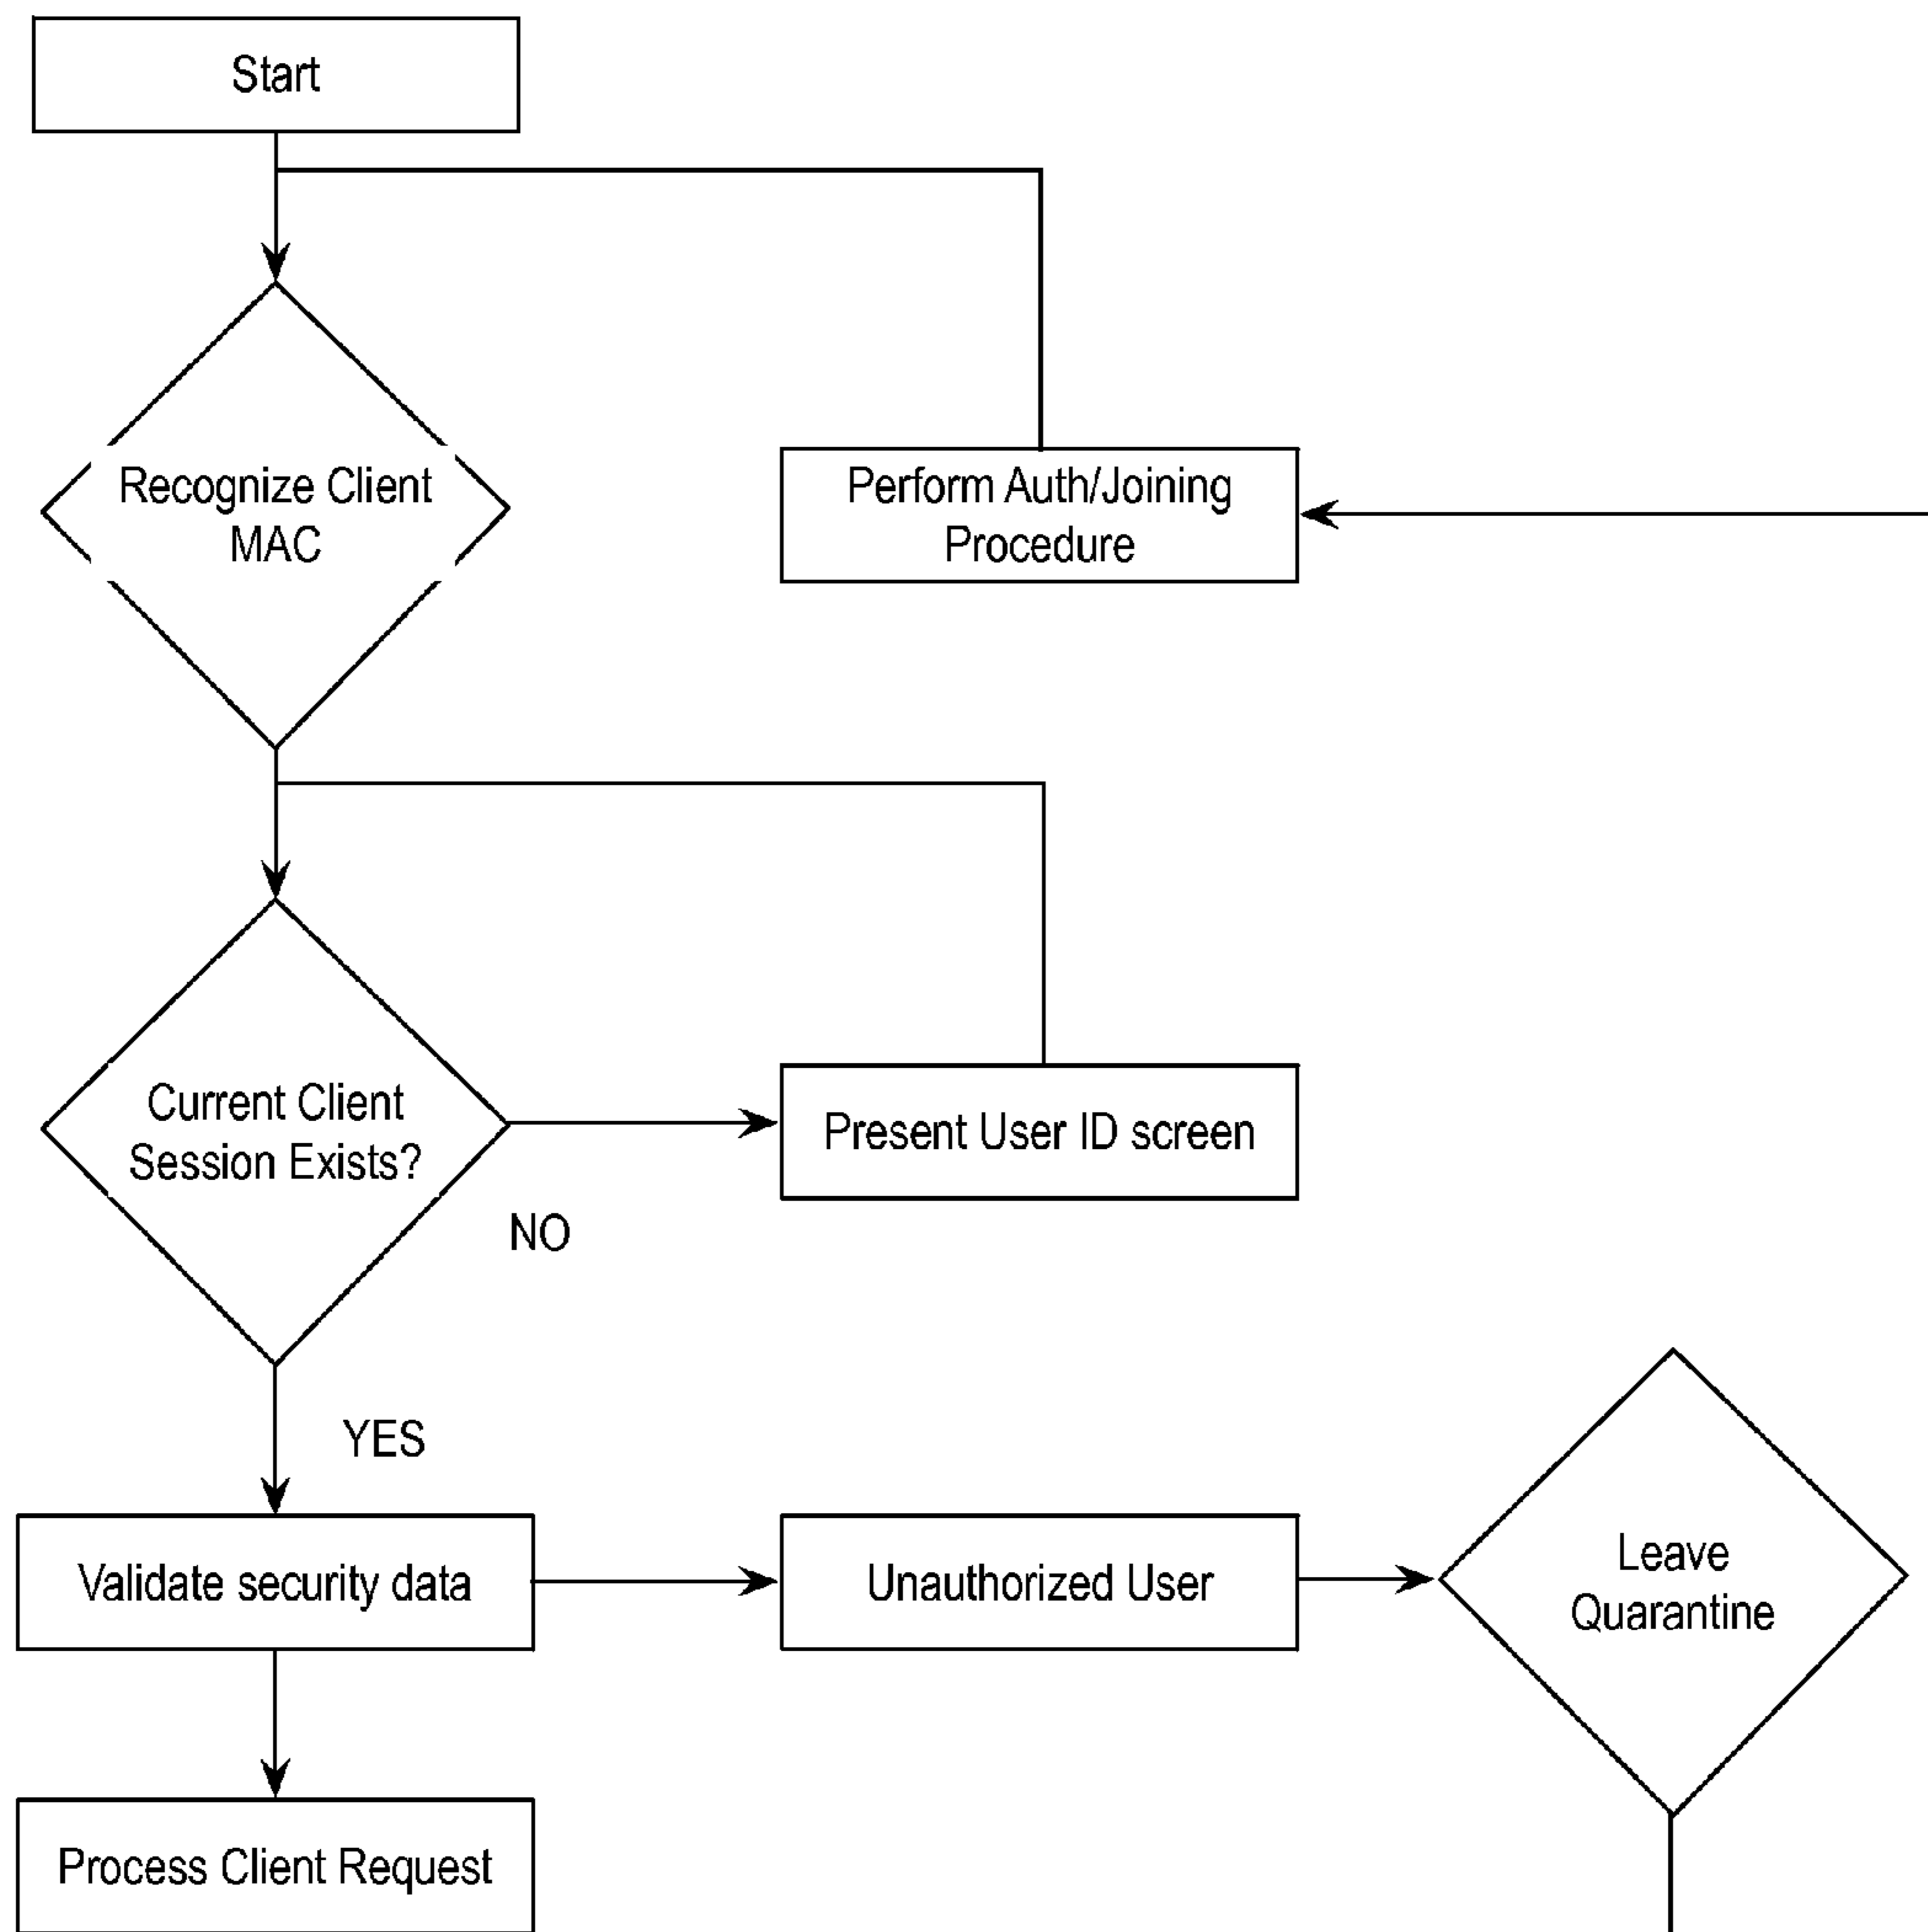 Start
Recognize Client
MAC
Perform Auth/Joining
Procedure
Current Client
Session Exists?
Present User ID screen
NO
YES
Validate security data
Unauthorized User
Leave
Quarantine
Process Client Request